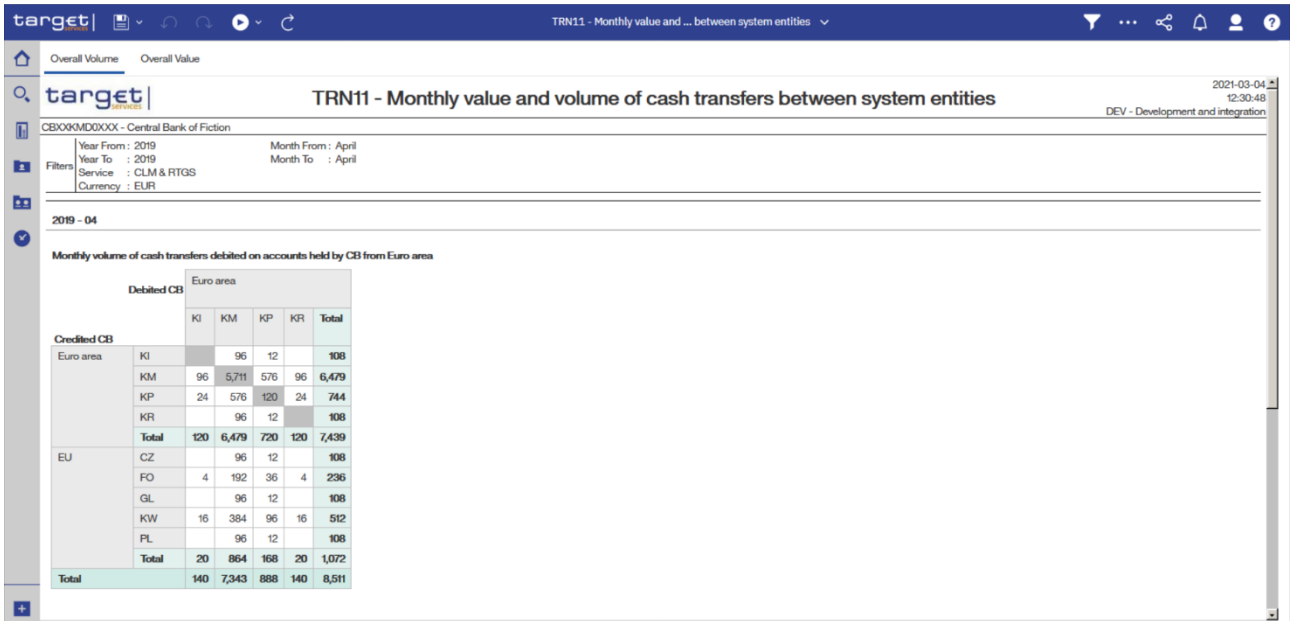 target| services TRN11 - Monthly value and ... between system entities
Overall Volume Overall Value
target| services TRN11 - Monthly value and volume of cash transfers between system entities 2021-03-04
12:30:48
DEV - Development and integration
CBXXKMD0XXX - Central Bank of Fiction
Filters
Year From : 2019 Month From : April
Year To : 2019 Month To : April
Service : CLM & RTGS
Currency : EUR
2019 - 04
Monthly volume of cash transfers debited on accounts held by CB from Euro area
Debited CB Euro area
KI KM KP KR Total
Credited CB
Euro area KI 96 12 108
KM 96 5,711 576 96 6,479
KP 24 576 120 24 744
KR 96 12 108
Total 120 6,479 720 120 7,439
EU CZ 96 12 108
FO 4 192 36 4 236
GL 96 12 108
KW 16 384 96 16 512
PL 96 12 108
Total 20 864 168 20 1,072
Total 140 7,343 888 140 8,511